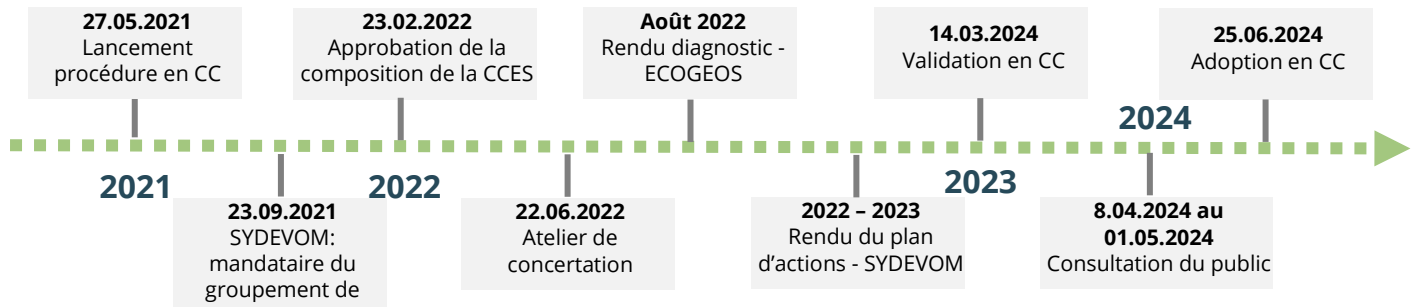 27.05.2021
Lancement
procédure en CC
23.02.2022
Approbation de la
composition de la CCES
Août 2022
Rendu diagnostic -
ECOGEOS
14.03.2024
Validation en CC
25.06.2024
Adoption en CC
2024
2021
2022
2023
23.09.2021
SYDEVOM:
mandataire du
groupement de
22.06.2022
Atelier de
concertation
2022 – 2023
Rendu du plan
d’actions - SYDEVOM
8.04.2024 au
01.05.2024
Consultation du public